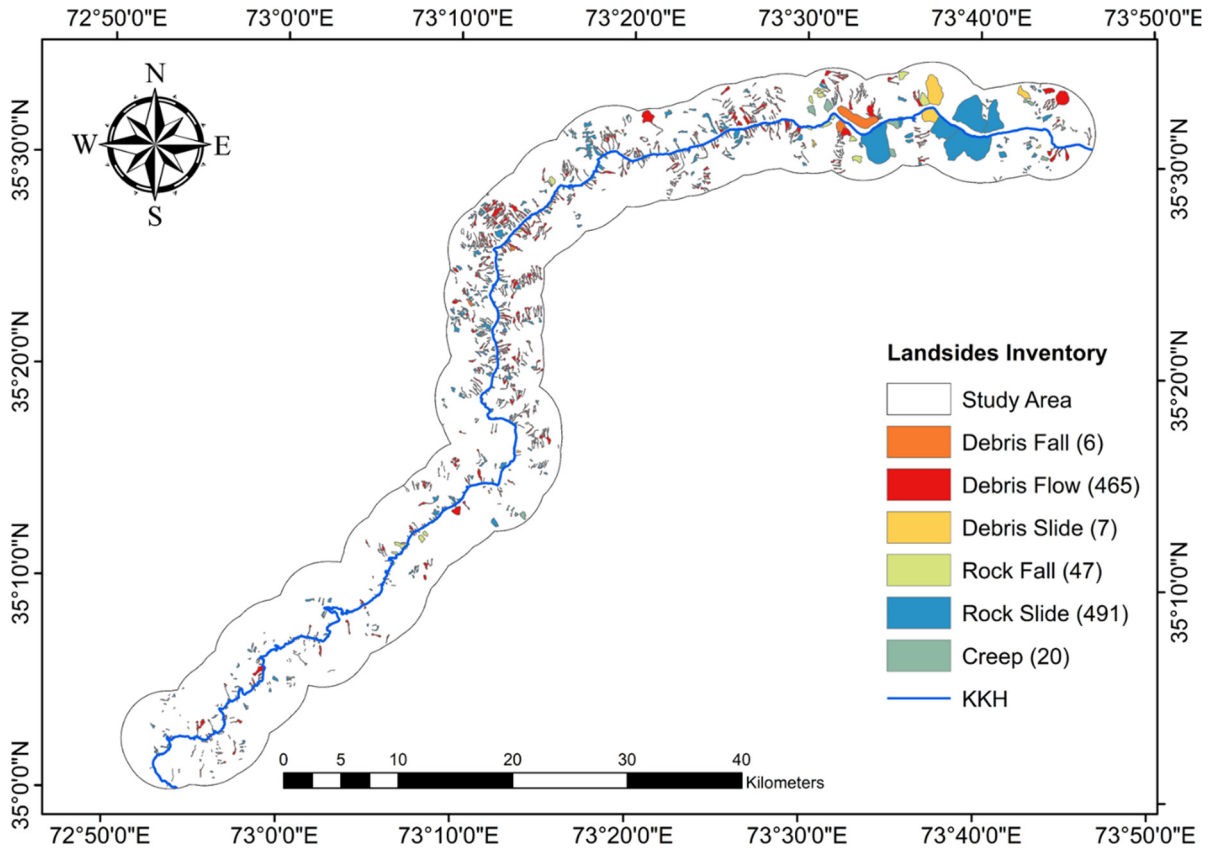 72°50'0"E 73°0'0"E 73°10'0"E 73°20'0"E 73°30'0"E 73°40'0"E 73°50'0"E
N
W E
S
35°30'0"N
35°30'0"N
35°20'0"N
35°20'0"N
35°10'0"N
35°10'0"N
35°0'0"N
Landsides Inventory
Study Area
Debris Fall (6)
Debris Flow (465)
Debris Slide (7)
Rock Fall (47)
Rock Slide (491)
Creep (20)
KKH
0 5 10 20 30 40
Kilometers
72°50'0"E 73°0'0"E 73°10'0"E 73°20'0"E 73°30'0"E 73°40'0"E 73°50'0"E